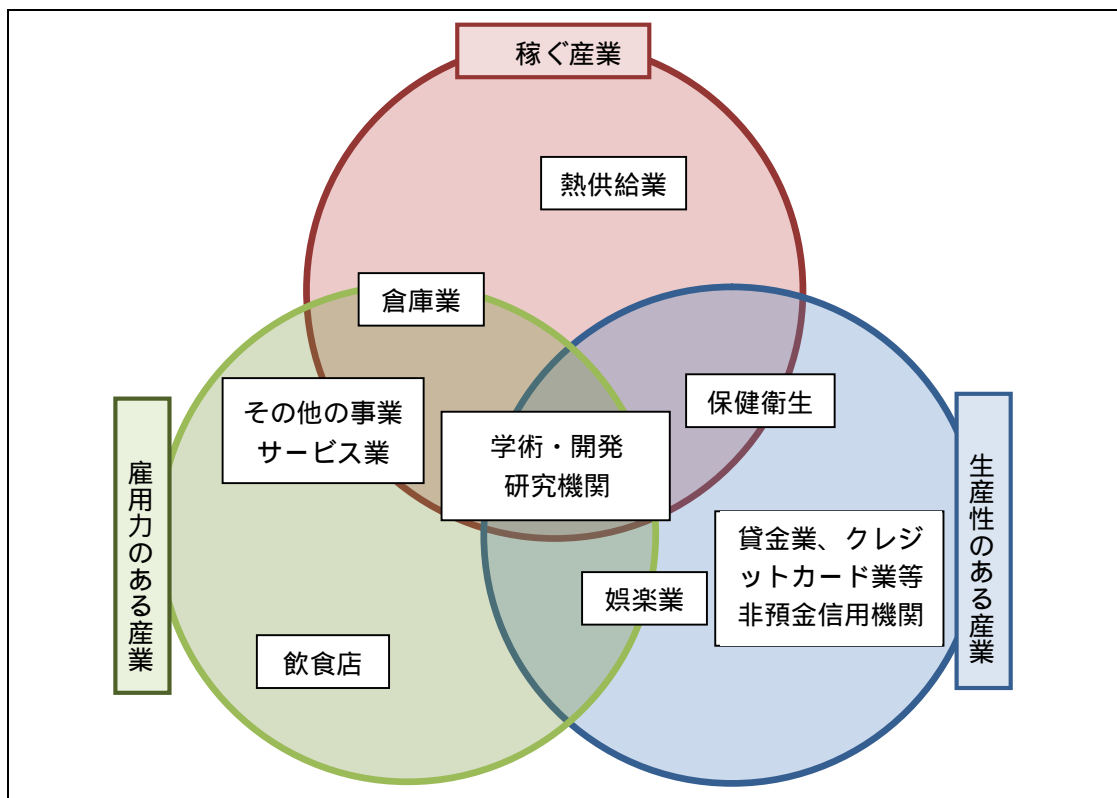 稼ぐ産業
熱供給業
倉庫業
その他の事業
サービス業
保健衛生
学術・開発
研究機関
雇用力のある産業
生産性のある産業
貸金業、クレジ
ットカード業等
非預金信用機関
娯楽業
飲食店